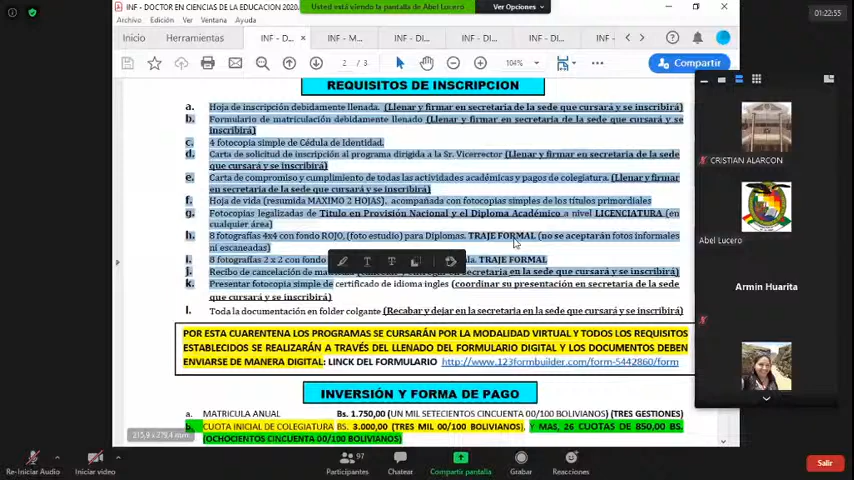 INF - DOCTOR EN CIENCIAS DE LA EDUCACION 2020.
Usted está viendo la pantalla de Abel Lucero
Ver Opciones
01:22:55
Archivo Edición Ver Ventana Ayuda
Inicio Herramientas INF - D... × INF - M... INF - DI... INF - DI... INF - DI...
2 / 3 104% Compartir
REQUISITOS DE INSCRIPCION
a. Hoja de inscripción debidamente llenada. (Llenar y firmar en secretaria de la sede que cursará y se inscribirá)
b. Formulario de matriculación debidamente llenado (Llenar y firmar en secretaria de la sede que cursará y se
inscribirá)
c. 4 fotocopia simple de Cédula de Identidad.
d. Carta de solicitud de inscripción al programa dirigida a la Sr. Vicerrector (Llenar y firmar en secretaria de la sede
que cursará y se inscribirá)
e. Carta de compromiso y cumplimiento de todas las actividades académicas y pagos de colegiatura. (Llenar y firmar
en secretaria de la sede que cursará y se inscribirá)
f. Hoja de vida (resumida MAXIMO 2 HOJAS), acompañada con fotocopias simples de los títulos primordiales
g. Fotocopias legalizadas de Título en Provisión Nacional y el Diploma Académico a nivel LICENCIATURA (en
cualquier área)
h. 8 fotografías 4x4 con fondo ROJO, (foto estudio) para Diplomas. TRAJE FORMAL (no se aceptarán fotos informales
ni escaneadas)
i. 8 fotografías 2 x 2 con fondo TRAJE FORMAL
j. Recibo de cancelación de secretaria en la sede que cursará y se inscribirá)
k. Presentar fotocopia simple de certificado de idioma ingles (coordinar su presentación en secretaría de la sede
que cursará y se inscribirá)
l. Toda la documentación en folder colgante (Recabar y dejar en la secretaria en la sede que cursará y se inscribirá)
POR ESTA CUARENTENA LOS PROGRAMAS SE CURSARÁN POR LA MODALIDAD VIRTUAL Y TODOS LOS REQUISITOS
ESTABLECIDOS SE REALIZARÁN A TRAVÉS DEL LLENADO DEL FORMULARIO DIGITAL Y LOS DOCUMENTOS DEBEN
ENVIARSE DE MANERA DIGITAL: LINCK DEL FORMULARIO http://www.123formbuilder.com/form-5442860/form
INVERSIÓN Y FORMA DE PAGO
a. MATRICULA ANUAL Bs. 1.750,00 (UN MIL SETECIENTOS CINCUENTA 00/100 BOLIVIANOS) (TRES GESTIONES)
b. CUOTA INICIAL DE COLEGIATURA BS. 3.000,00 (TRES MIL 00/100 BOLIVIANOS), Y MAS, 26 CUOTAS DE 850,00 BS.
(OCHOCIENTOS CINCUENTA 00/100 BOLIVIANOS)
215,9 x 279,4 mm
CRISTIAN ALARCON
Abel Lucero
Armin Huarita
Re-Iniciar Audio
Iniciar video
97
Participantes
Chatear
Compartir pantalla
Grabar
Reacciones
Salir